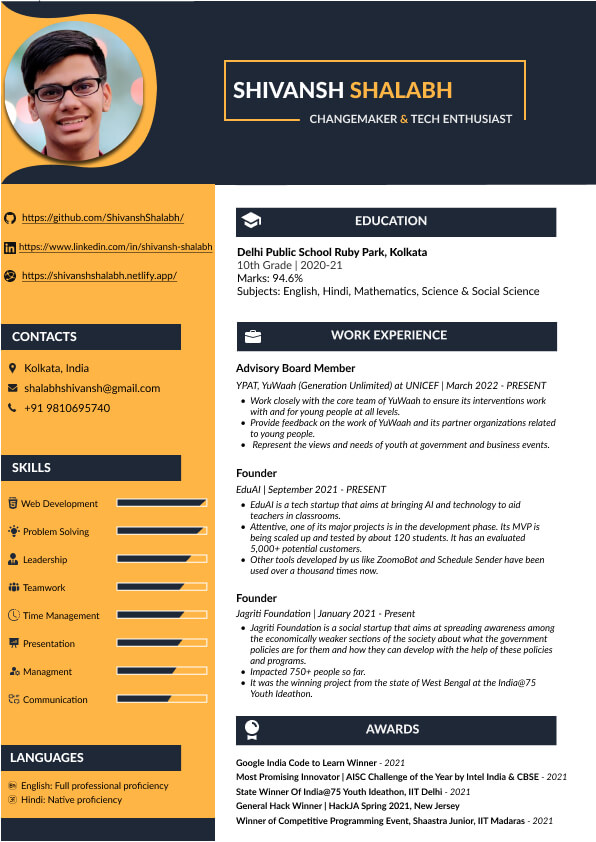 SHIVANSH SHALABH
CHANGEMAKER & TECH ENTHUSIAST
https://github.com/ShivanshShalabh/
https://www.linkedin.com/in/shivansh-shalabh
https://shivanshshalabh.netlify.app/
CONTACTS
Kolkata, India
shalabhshivansh@gmail.com
+91 9810695740
SKILLS
Web Development
Problem Solving
Leadership
Teamwork
Time Management
Presentation
Managment
Communication
LANGUAGES
English: Full professional proficiency
Hindi: Native proficiency
EDUCATION
Delhi Public School Ruby Park, Kolkata
10th Grade | 2020-21
Marks: 94.6%
Subjects: English, Hindi, Mathematics, Science & Social Science
WORK EXPERIENCE
Advisory Board Member
YPAT, YuWaah (Generation Unlimited) at UNICEF | March 2022 - PRESENT
• Work closely with the core team of YuWaah to ensure its interventions work
with and for young people at all levels.
• Provide feedback on the work of YuWaah and its partner organizations related
to young people.
• Represent the views and needs of youth at government and business events.
Founder
EduAI | September 2021 - PRESENT
• EduAI is a tech startup that aims at bringing AI and technology to aid
teachers in classrooms.
• Attentive, one of its major projects is in the development phase. Its MVP is
being scaled up and tested by about 120 students. It has an evaluated
5,000+ potential customers.
• Other tools developed by us like ZoomoBot and Schedule Sender have been
used over a thousand times now.
Founder
Jagriti Foundation | January 2021 - Present
• Jagriti Foundation is a social startup that aims at spreading awareness among
the economically weaker sections of the society about what the government
policies are for them and how they can develop with the help of these policies
and programs.
• Impacted 750+ people so far.
• It was the winning project from the state of West Bengal at the India@75
Youth Ideathon.
AWARDS
Google India Code to Learn Winner - 2021
Most Promising Innovator | AISC Challenge of the Year by Intel India & CBSE - 2021
State Winner Of India@75 Youth Ideathon, IIT Delhi - 2021
General Hack Winner | HackJA Spring 2021, New Jersey
Winner of Competitive Programming Event, Shaastra Junior, IIT Madaras - 2021